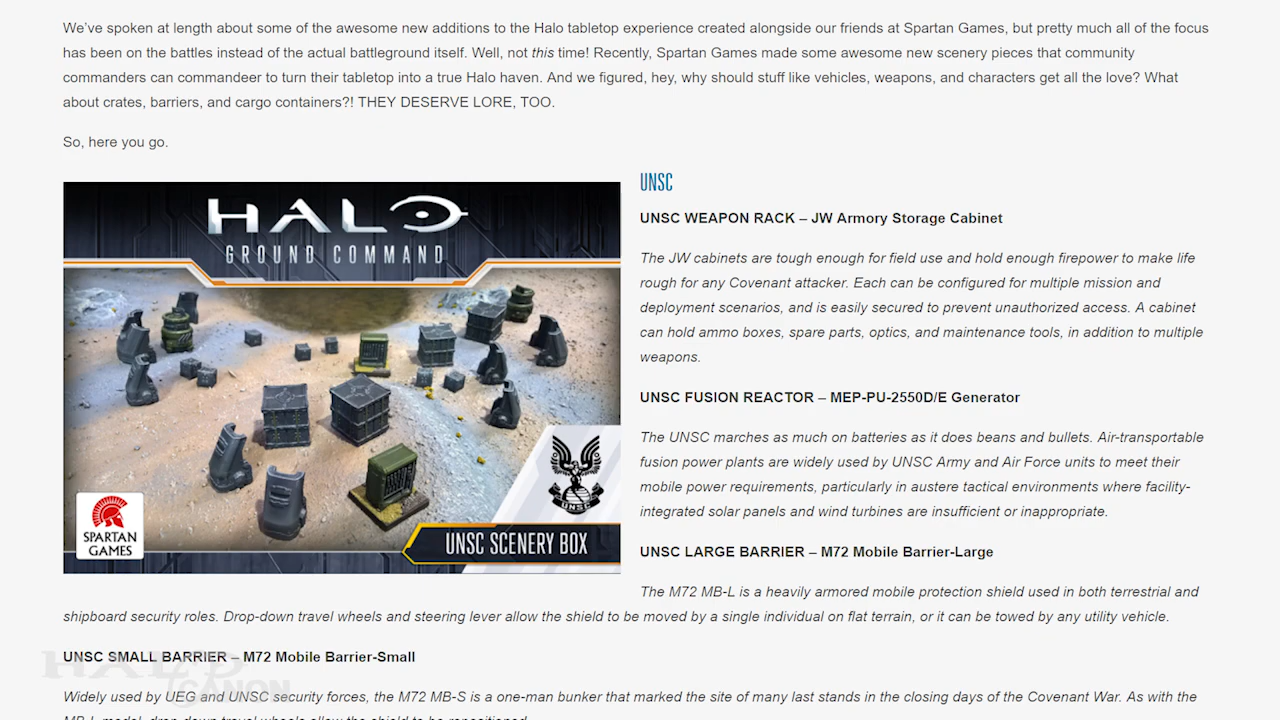 We’ve spoken at length about some of the awesome new additions to the Halo tabletop experience created alongside our friends at Spartan Games, but pretty much all of the focus
has been on the battles instead of the actual battleground itself. Well, not this time! Recently, Spartan Games made some awesome new scenery pieces that community
commanders can commandeer to turn their tabletop into a true Halo haven. And we figured, hey, why should stuff like vehicles, weapons, and characters get all the love? What
about crates, barriers, and cargo containers?! THEY DESERVE LORE, TOO.
So, here you go.
HALO
GROUND COMMAND
UNSC
SPARTAN
GAMES
UNSC SCENERY BOX
UNSC
UNSC WEAPON RACK – JW Armory Storage Cabinet
The JW cabinets are tough enough for field use and hold enough firepower to make life
rough for any Covenant attacker. Each can be configured for multiple mission and
deployment scenarios, and is easily secured to prevent unauthorized access. A cabinet
can hold ammo boxes, spare parts, optics, and maintenance tools, in addition to multiple
weapons.
UNSC FUSION REACTOR – MEP-PU-2550D/E Generator
The UNSC marches as much on batteries as it does beans and bullets. Air-transportable
fusion power plants are widely used by UNSC Army and Air Force units to meet their
mobile power requirements, particularly in austere tactical environments where facility-
integrated solar panels and wind turbines are insufficient or inappropriate.
UNSC LARGE BARRIER – M72 Mobile Barrier-Large
The M72 MB-L is a heavily armored mobile protection shield used in both terrestrial and
shipboard security roles. Drop-down travel wheels and steering lever allow the shield to be moved by a single individual on flat terrain, or it can be towed by any utility vehicle.
UNSC SMALL BARRIER – M72 Mobile Barrier-Small
Widely used by UEG and UNSC security forces, the M72 MB-S is a one-man bunker that marked the site of many last stands in the closing days of the Covenant War. As with the
MB-L model, drop-down travel wheels allow the shield to be repositioned.
HALO
CANON